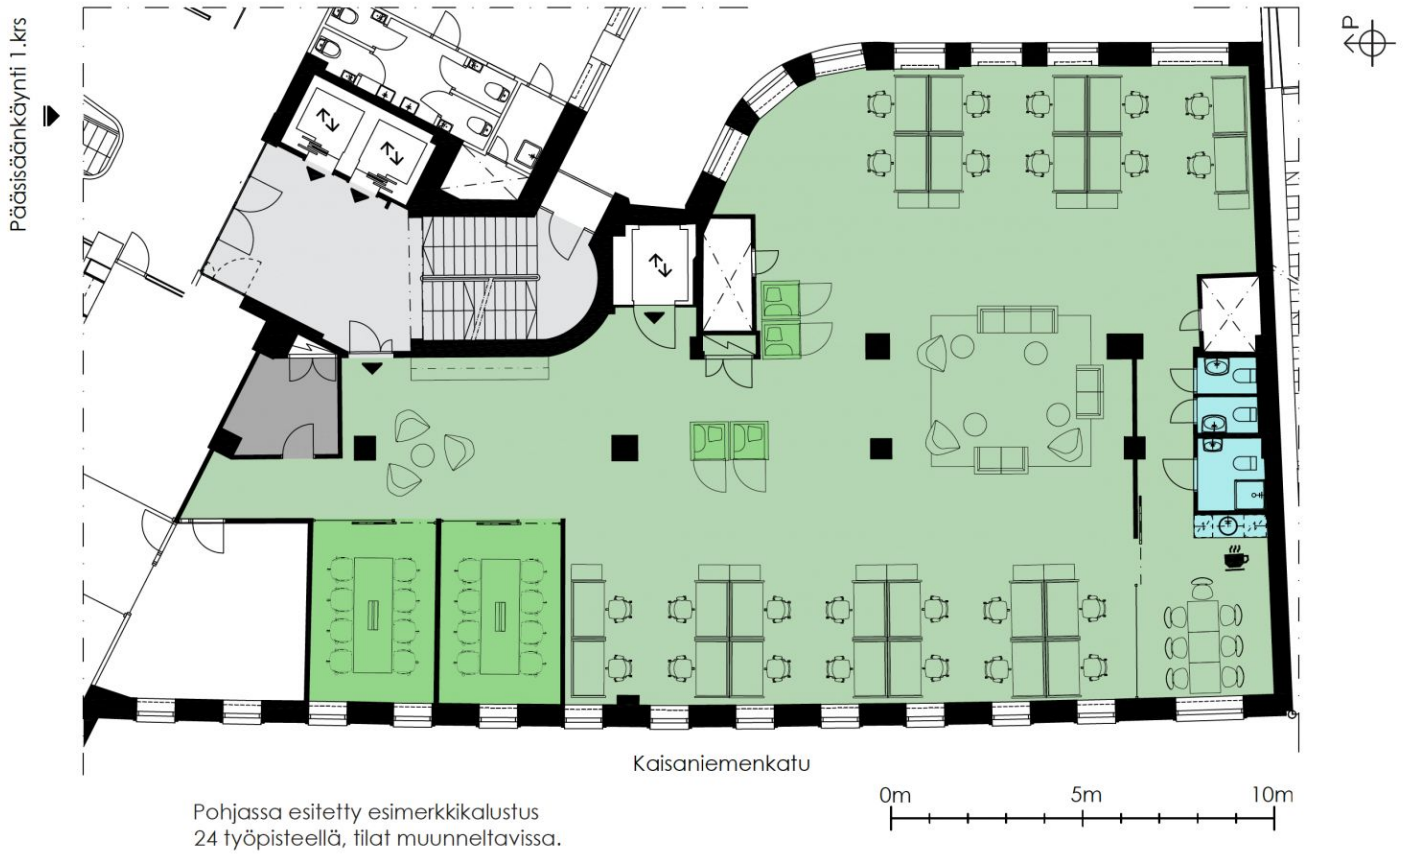 Pääsisäänkäynti 1.krs
P
Kaisaniemenkatu
Pohjassa esitetty esimerkkikalustus
24 työpisteellä, tilat muunneltavissa.
0m 5m 10m